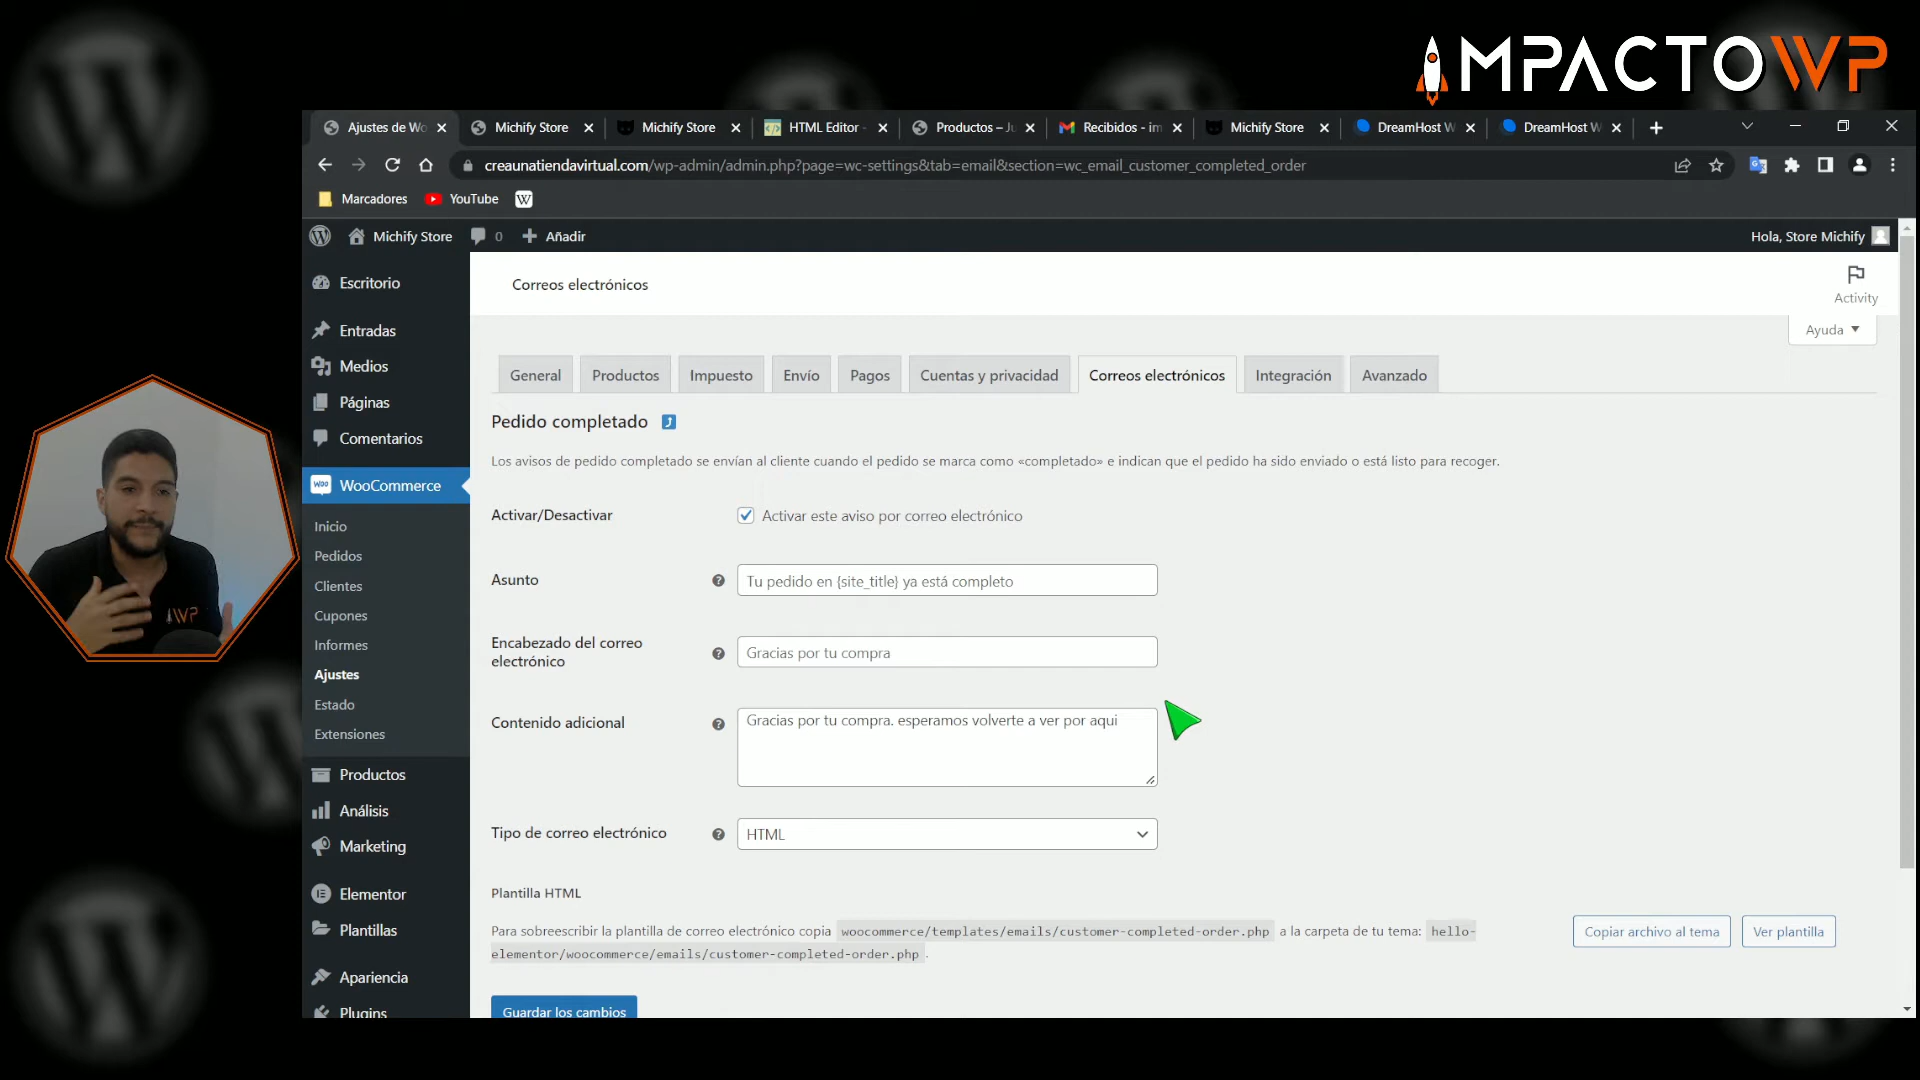 IMPACTOWP
Ajustes de Wo
Michify Store
Michify Store
HTML Editor -
Productos – Ju
Recibidos - im
Michify Store
DreamHost W
DreamHost W
creaunatiendavirtual.com/wp-admin/admin.php?page=wc-settings&tab=email&section=wc_email_customer_completed_order
Marcadores
YouTube
W
Michify Store
0
Añadir
Hola, Store Michify
Escritorio
Entradas
Medios
Páginas
Comentarios
WooCommerce
Inicio
Pedidos
Clientes
Cupones
Informes
Ajustes
Estado
Extensiones
Productos
Análisis
Marketing
Elementor
Plantillas
Apariencia
Plugins
Correos electrónicos
Activity
Ayuda
General
Productos
Impuesto
Envío
Pagos
Cuentas y privacidad
Correos electrónicos
Integración
Avanzado
Pedido completado
Los avisos de pedido completado se envían al cliente cuando el pedido se marca como «completado» e indican que el pedido ha sido enviado o está listo para recoger.
Activar/Desactivar
Activar este aviso por correo electrónico
Asunto
Tu pedido en {site_title} ya está completo
Encabezado del correo
electrónico
Gracias por tu compra
Contenido adicional
Gracias por tu compra. esperamos volverte a ver por aqui
Tipo de correo electrónico
HTML
Plantilla HTML
Para sobreescribir la plantilla de correo electrónico copia woocommerce/templates/emails/customer-completed-order.php a la carpeta de tu tema: hello-
elementor/woocommerce/emails/customer-completed-order.php .
Copiar archivo al tema
Ver plantilla
Guardar los cambios
WP